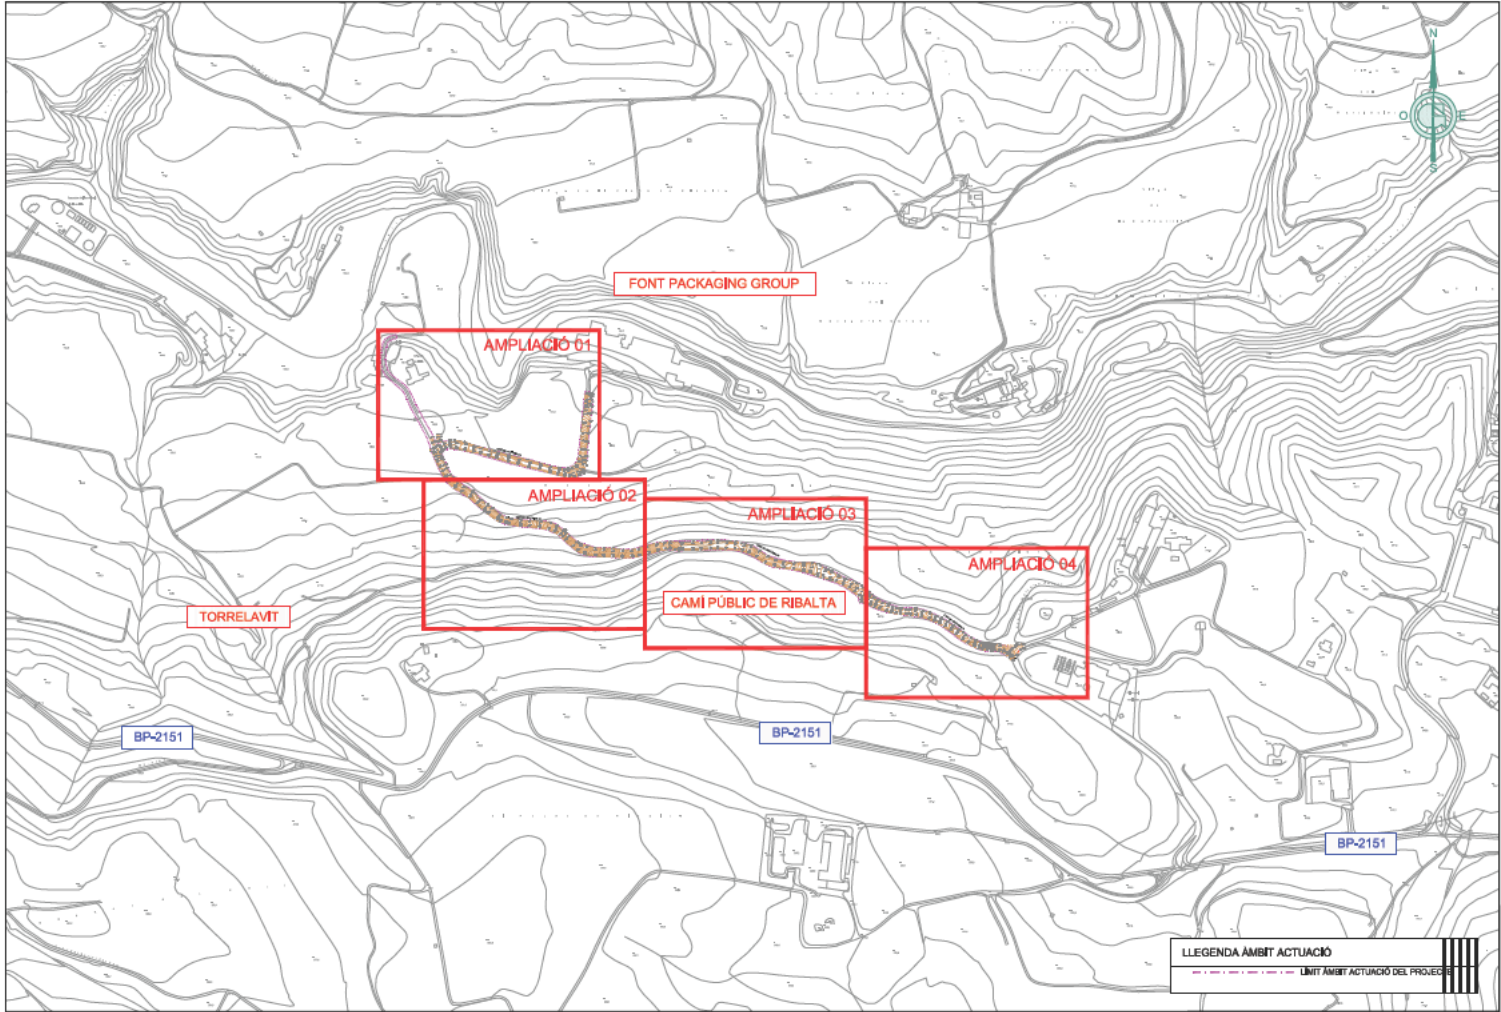 N
O
E
S
FONT PACKAGING GROUP
AMPLIACIÓ 01
AMPLIACIÓ 02
AMPLIACIÓ 03
AMPLIACIÓ 04
CAMÍ PÚBLIC DE RIBALTA
TORRELAVIT
BP-2151
BP-2151
BP-2151
LLEGENDA ÀMBIT ACTUACIÓ
LÍMIT ÀMBIT ACTUACIÓ DEL PROJECTE